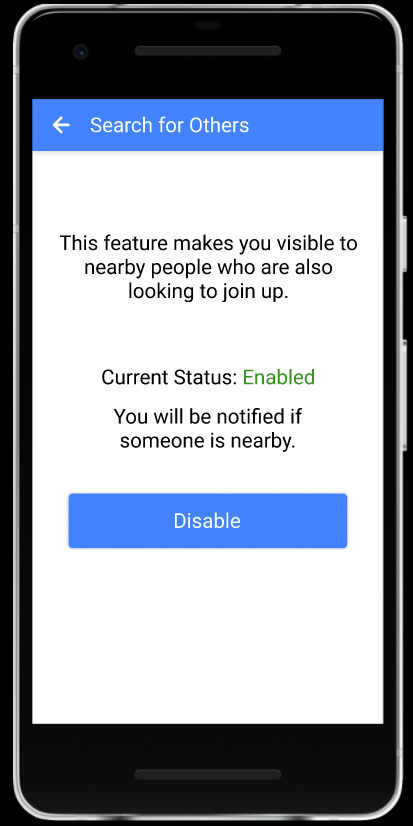 Search for Others
This feature makes you visible to
nearby people who are also
looking to join up.
Current Status: Enabled
You will be notified if
someone is nearby.
Disable